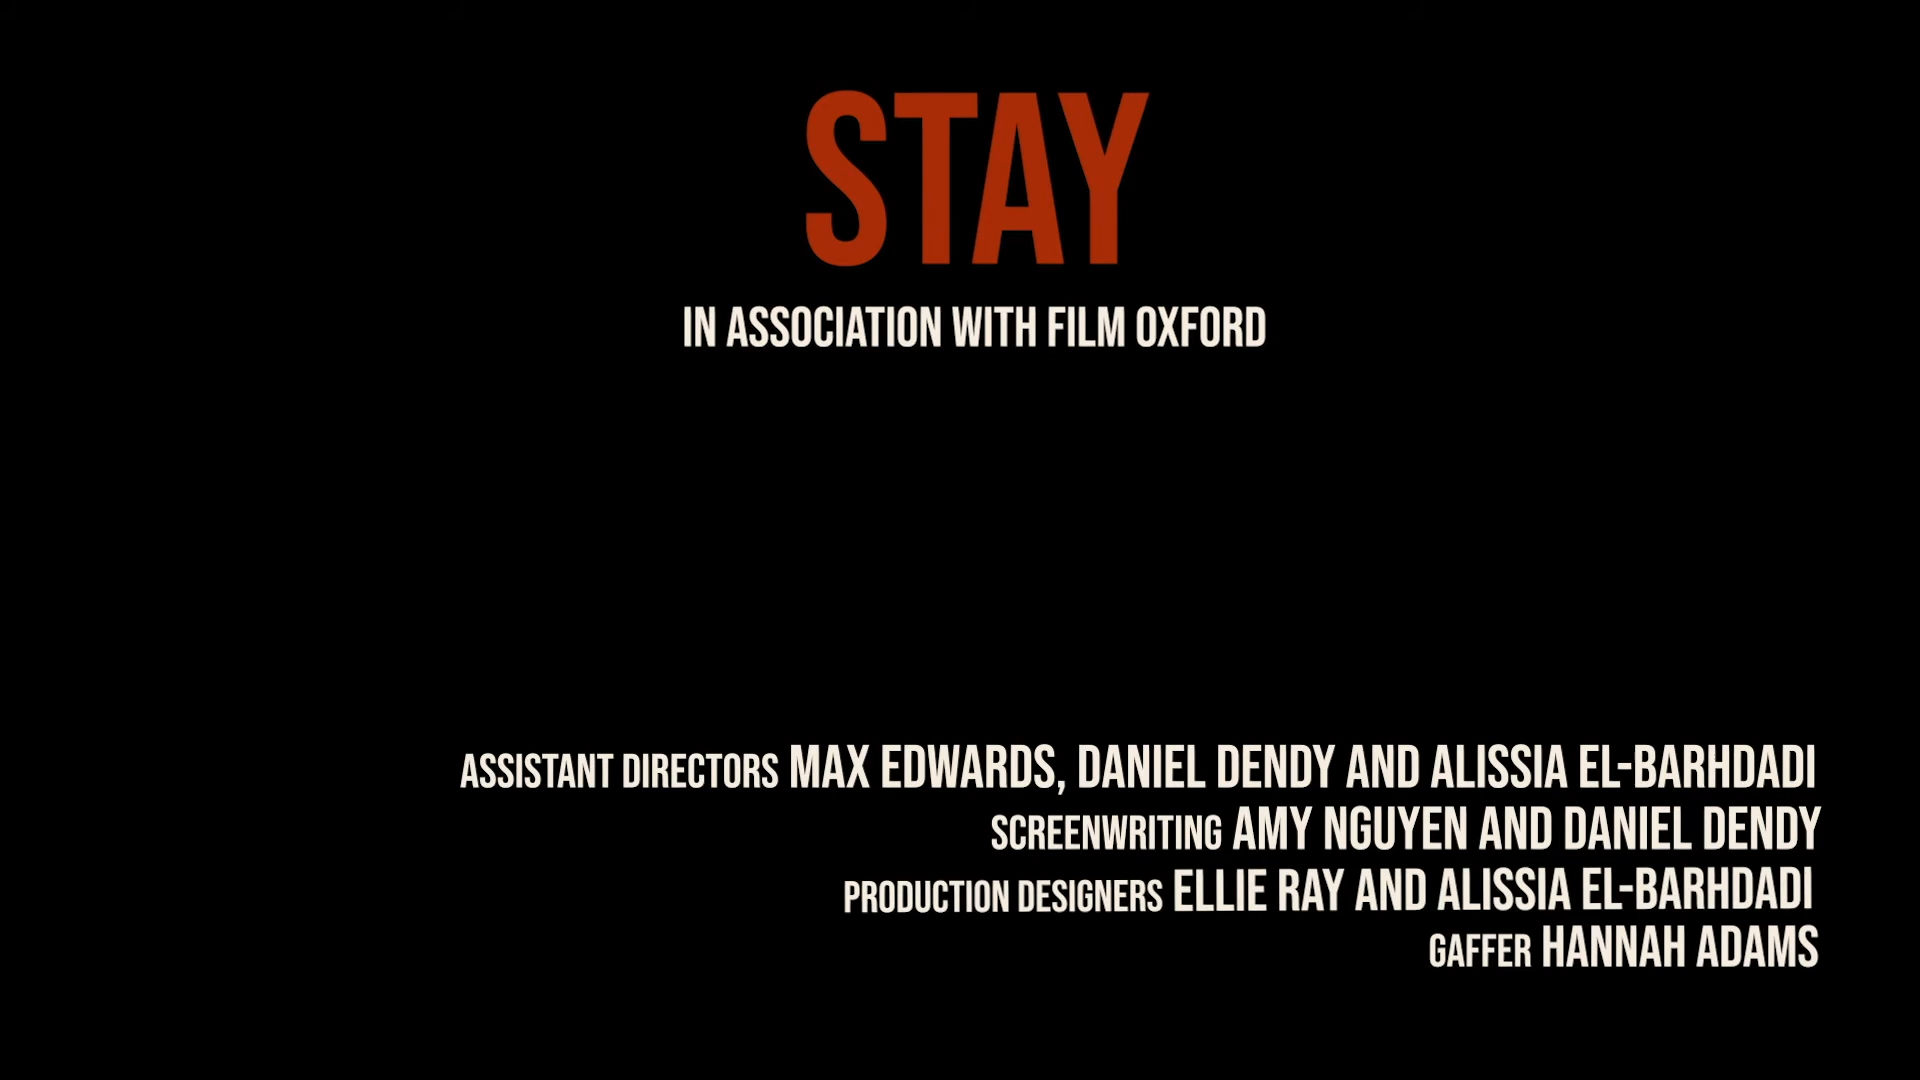 STAY
IN ASSOCIATION WITH FILM OXFORD
ASSISTANT DIRECTORS MAX EDWARDS, DANIEL DENDY AND ALISSIA EL-BARHDADI
SCREENWRITING AMY NGUYEN AND DANIEL DENDY
PRODUCTION DESIGNERS ELLIE RAY AND ALISSIA EL-BARHDADI
GAFFER HANNAH ADAMS